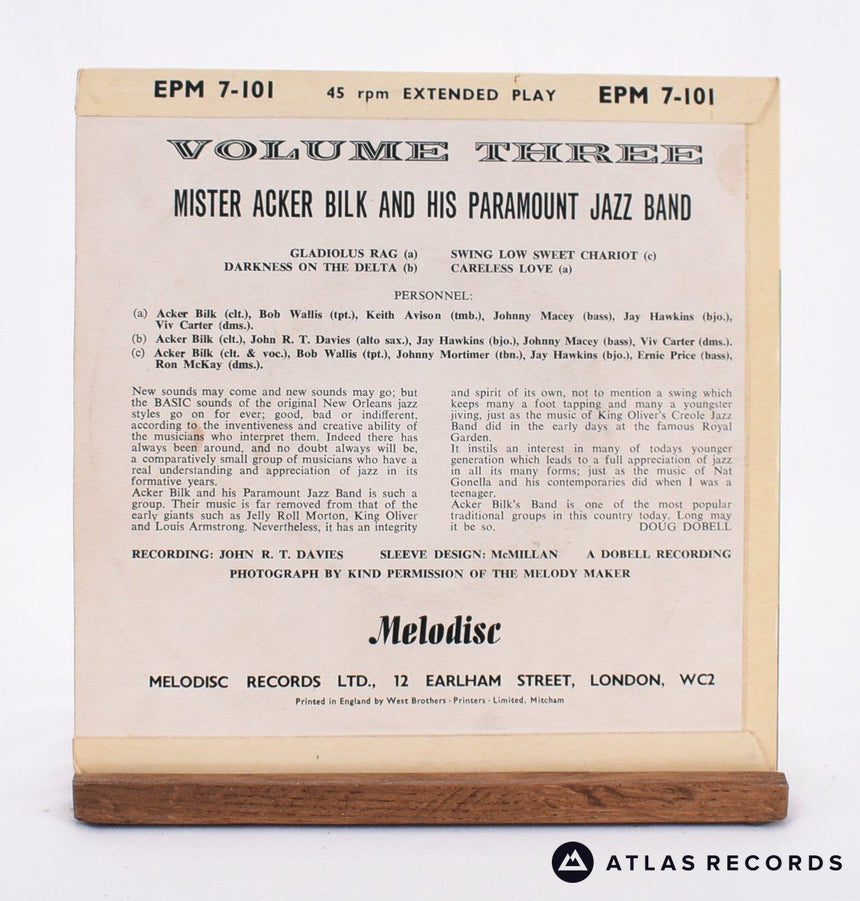 EPM 7-101 45 rpm EXTENDED PLAY EPM 7-101
VOLUME THREE
MISTER ACKER BILK AND HIS PARAMOUNT JAZZ BAND
GLADIOLUS RAG (a)
DARKNESS ON THE DELTA (b)
SWING LOW SWEET CHARIOT (c)
CARELESS LOVE (a)
PERSONNEL:
(a) Acker Bilk (clt.), Bob Wallis (tpt.), Keith Avison (tmb.), Johnny Macey (bass), Jay Hawkins (bjo.),
Viv Carter (dms.).
(b) Acker Bilk (clt.), John R. T. Davies (alto sax.), Jay Hawkins (bjo.), Johnny Macey (bass), Viv Carter (dms.).
(c) Acker Bilk (clt. & voc.), Bob Wallis (tpt.), Johnny Mortimer (tbn.), Jay Hawkins (bjo.), Ernie Price (bass),
Ron McKay (dms.).
New sounds may come and new sounds may go; but
the BASIC sounds of the original New Orleans jazz
styles go on for ever; good, bad or indifferent,
according to the inventiveness and creative ability of
the musicians who interpret them. Indeed there has
always been around, and no doubt always will be,
a comparatively small group of musicians who have a
real understanding and appreciation of jazz in its
formative years.
Acker Bilk and his Paramount Jazz Band is such a
group. Their music is far removed from that of the
early giants such as Jelly Roll Morton, King Oliver
and Louis Armstrong. Nevertheless, it has an integrity
and spirit of its own, not to mention a swing which
keeps many a foot tapping and many a youngster
jiving, just as the music of King Oliver's Creole Jazz
Band did in the early days at the famous Royal
Garden.
It instils an interest in many of todays younger
generation which leads to a full appreciation of jazz
in all its many forms; just as the music of Nat
Gonella and his contemporaries did when I was a
teenager.
Acker Bilk's Band is one of the most popular
traditional groups in this country today. Long may
it be so. DOUG DOBELL
RECORDING: JOHN R. T. DAVIES SLEEVE DESIGN: McMILLAN A DOBELL RECORDING
PHOTOGRAPH BY KIND PERMISSION OF THE MELODY MAKER
Melodisc
MELODISC RECORDS LTD., 12 EARLHAM STREET, LONDON, WC2
Printed in England by West Brothers · Printers · Limited, Mitcham
ATLAS RECORDS